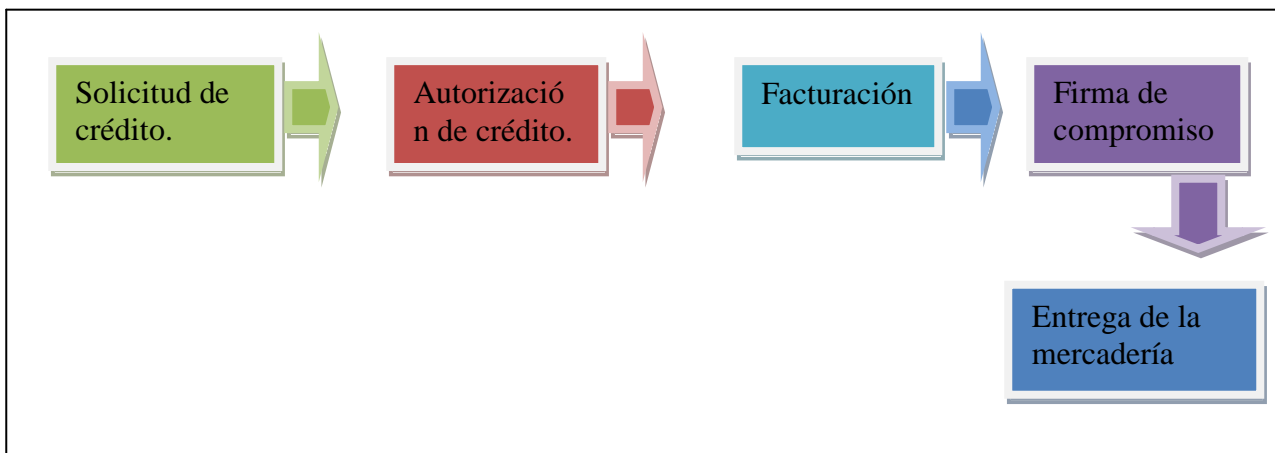 Solicitud de
crédito.
Autorizació
n de crédito.
Facturación
Firma de
compromiso
Entrega de la
mercadería